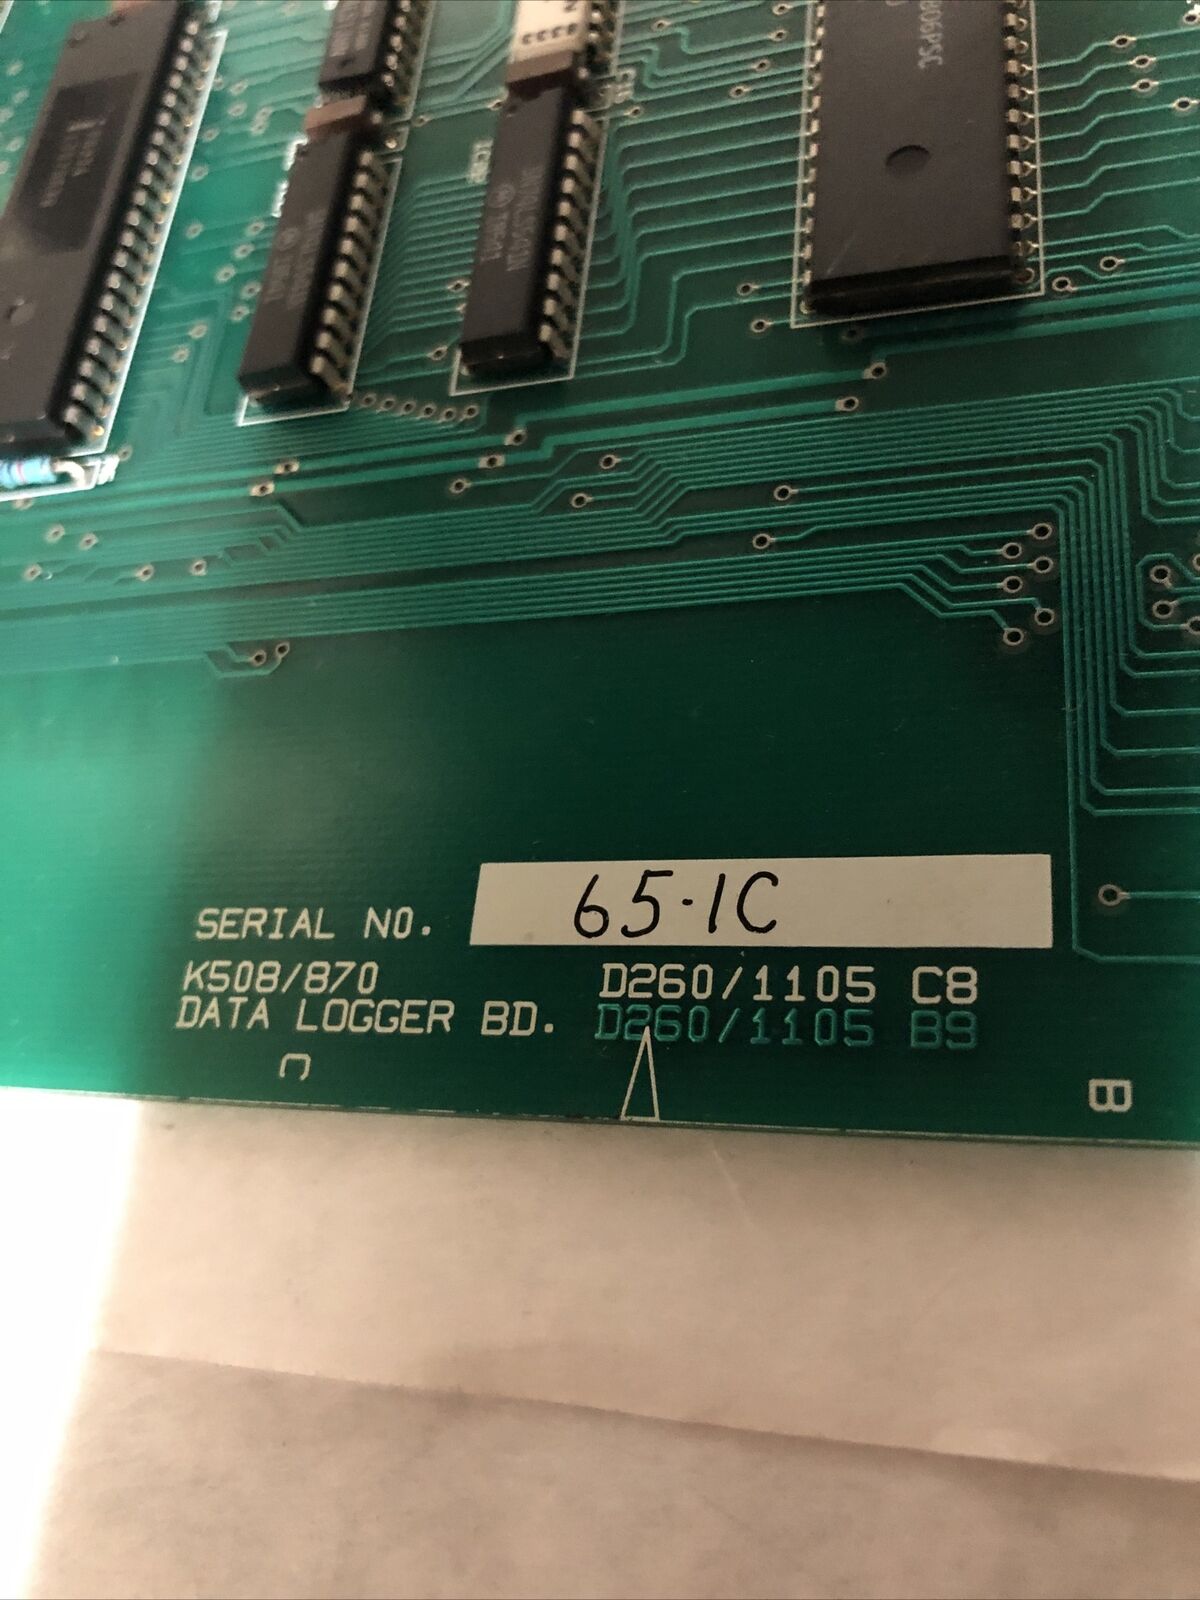 SERIAL NO. 65-1C
K508/870 D260/1105 C8
DATA LOGGER BD. D260/1105 B9
C
B